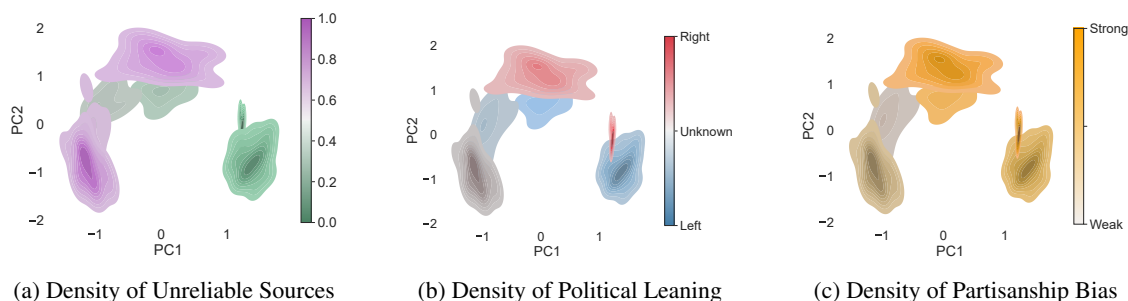 2
1
0
−1
−2
PC2
−1
0
1
PC1
1.0
0.8
0.6
0.4
0.2
0.0
(a) Density of Unreliable Sources
2
1
0
−1
−2
PC2
−1
0
1
PC1
Right
Unknown
Left
(b) Density of Political Leaning
2
1
0
−1
−2
PC2
−1
0
1
PC1
Strong
Weak
(c) Density of Partisanship Bias